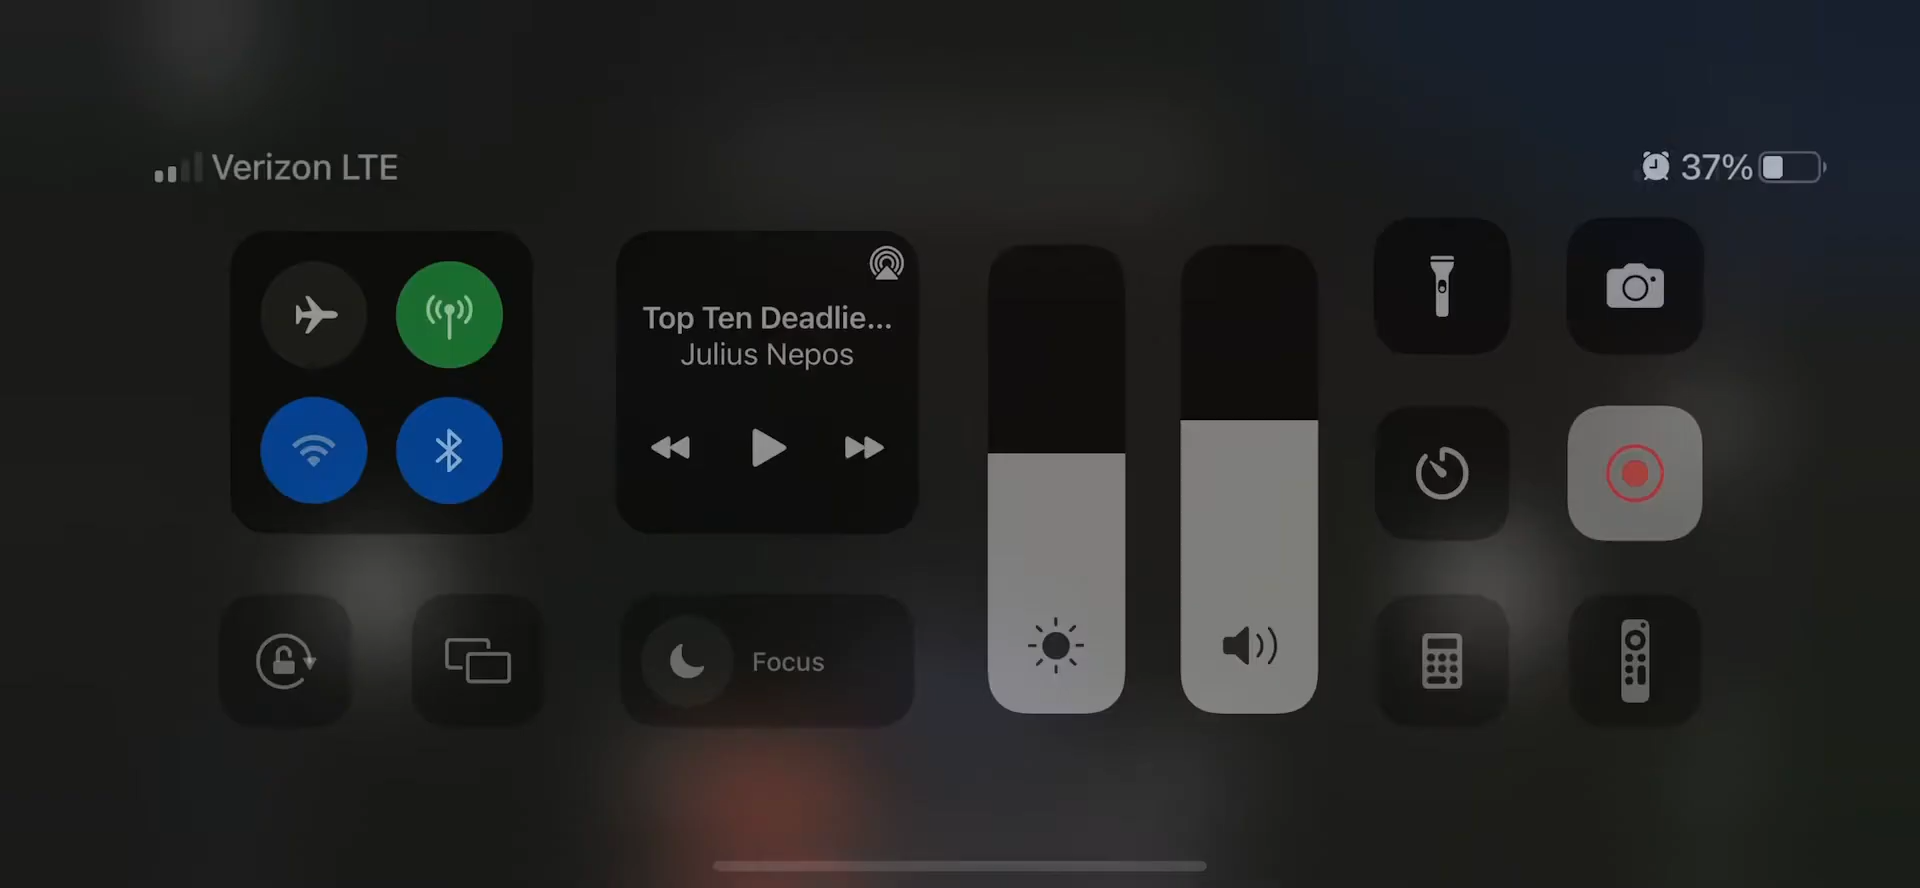 Verizon LTE
37%
Top Ten Deadlie...
Julius Nepos
Focus